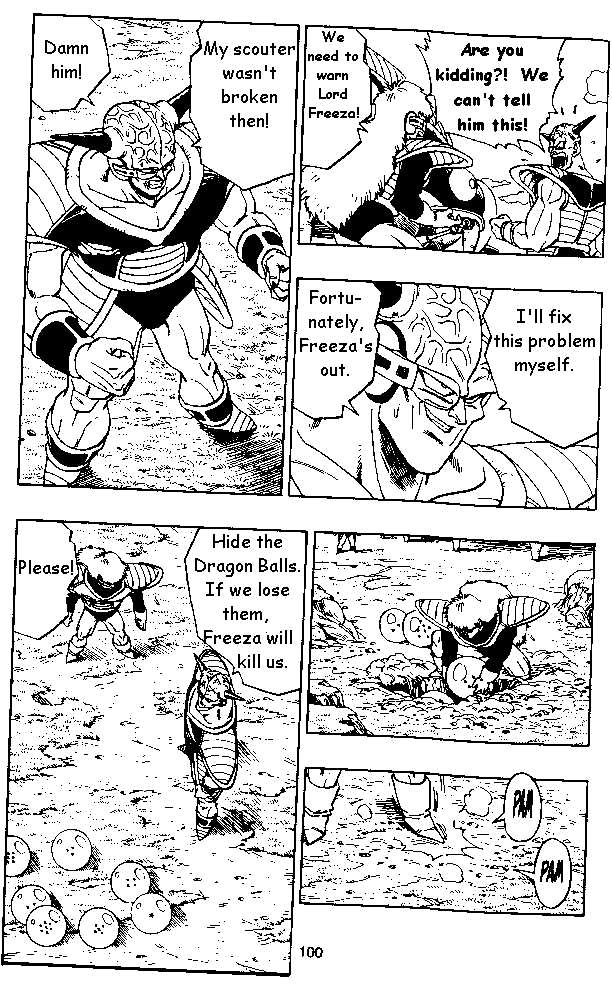 Damn
him!
My scouter
wasn't
broken
then!
We
need to
warn
Lord
Freeza!
Are you
kidding?! We
can't tell
him this!
Fortu-
nately,
Freeza's
out.
I'll fix
this problem
myself.
Please!
Hide the
Dragon Balls.
If we lose
them,
Freeza will
kill us.
PAM
PAM
100